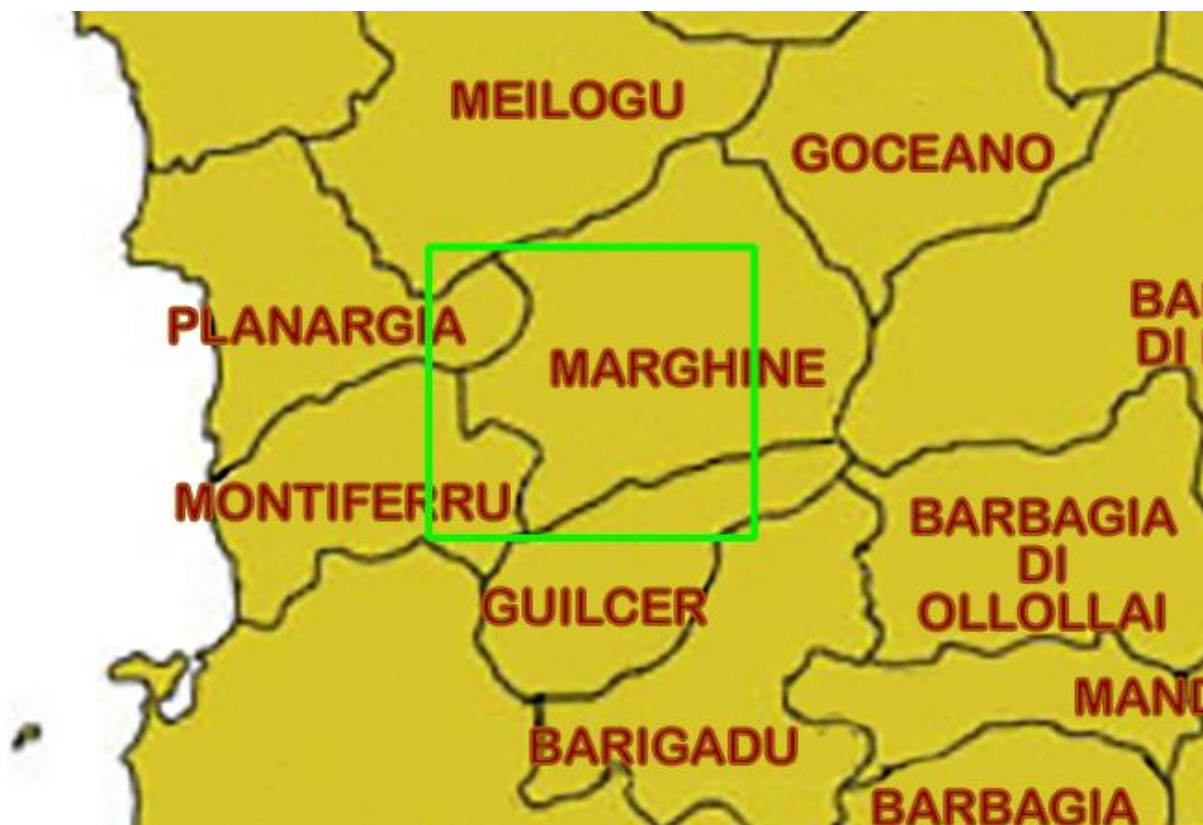 MEILOGU
GOCEANO
PLANARGIA
MARGHINE
MONTIFERRU
BARBAGIA
DI
OLLOLLAI
GUILCER
BARIGADU
BARBAGIA